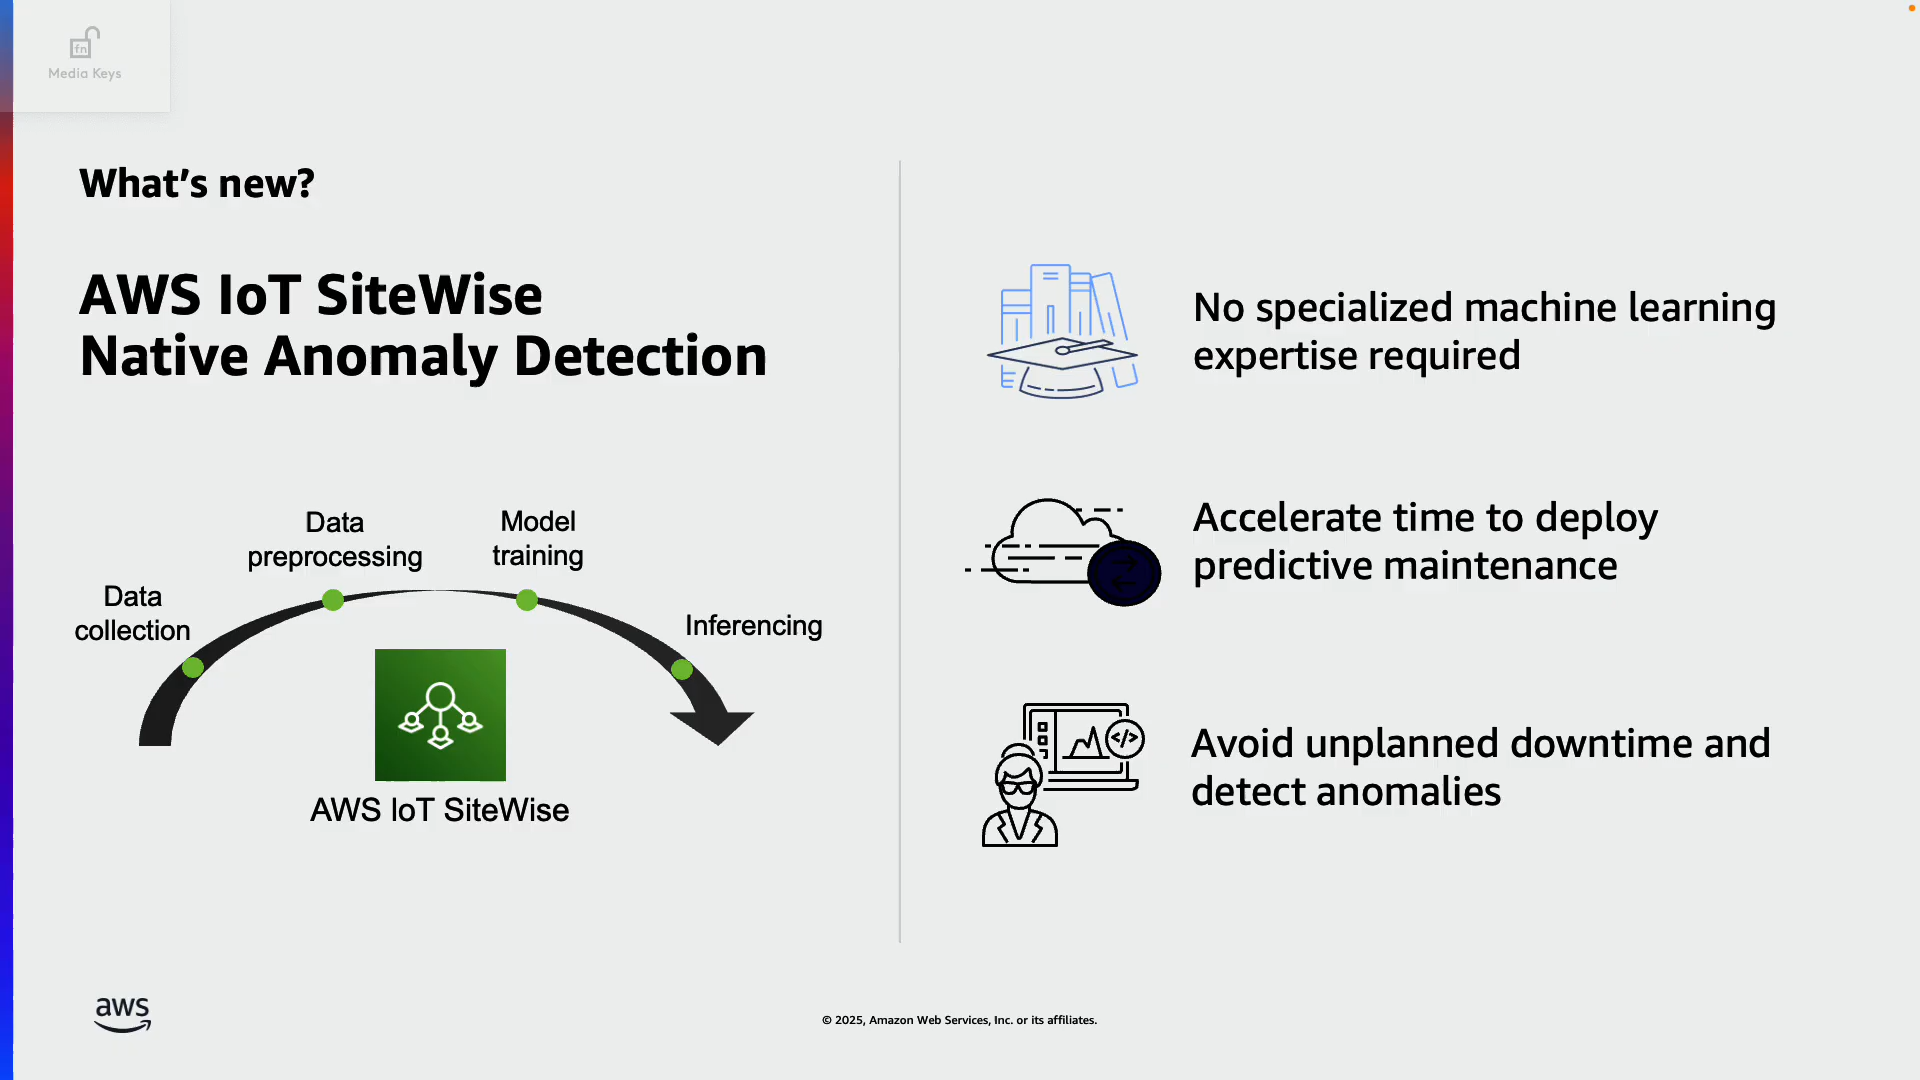 fn
Media Keys
What’s new?
AWS IoT SiteWise
Native Anomaly Detection
Data
collection
Data
preprocessing
Model
training
Inferencing
AWS IoT SiteWise
No specialized machine learning
expertise required
Accelerate time to deploy
predictive maintenance
</>
Avoid unplanned downtime and
detect anomalies
aws
© 2025, Amazon Web Services, Inc. or its affiliates.